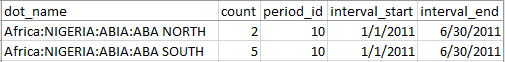 dot_name count period_id interval_start interval_end
Africa:NIGERIA:ABIA:ABA NORTH 2 10 1/1/2011 6/30/2011
Africa:NIGERIA:ABIA:ABA SOUTH 5 10 1/1/2011 6/30/2011